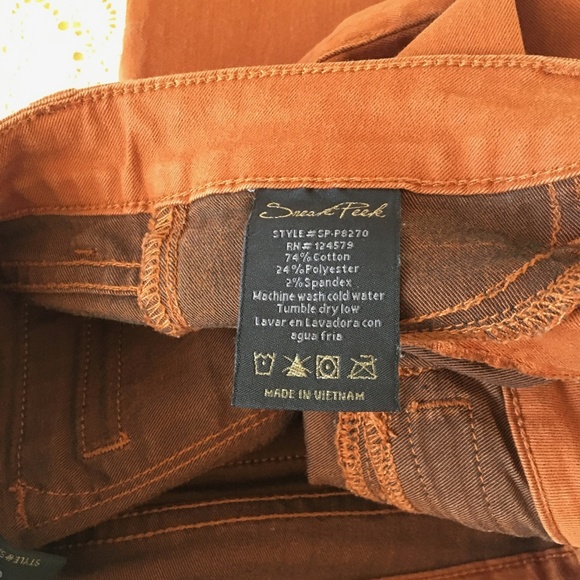 Sneak Peek
STYLE # SP-P8270
RN# 124579
74% Cotton
24% Polyester
2% Spandex
Machine wash cold water
Tumble dry low
Lavar en Lavadora con
agua fria
MADE IN VIETNAM
STYLE# S